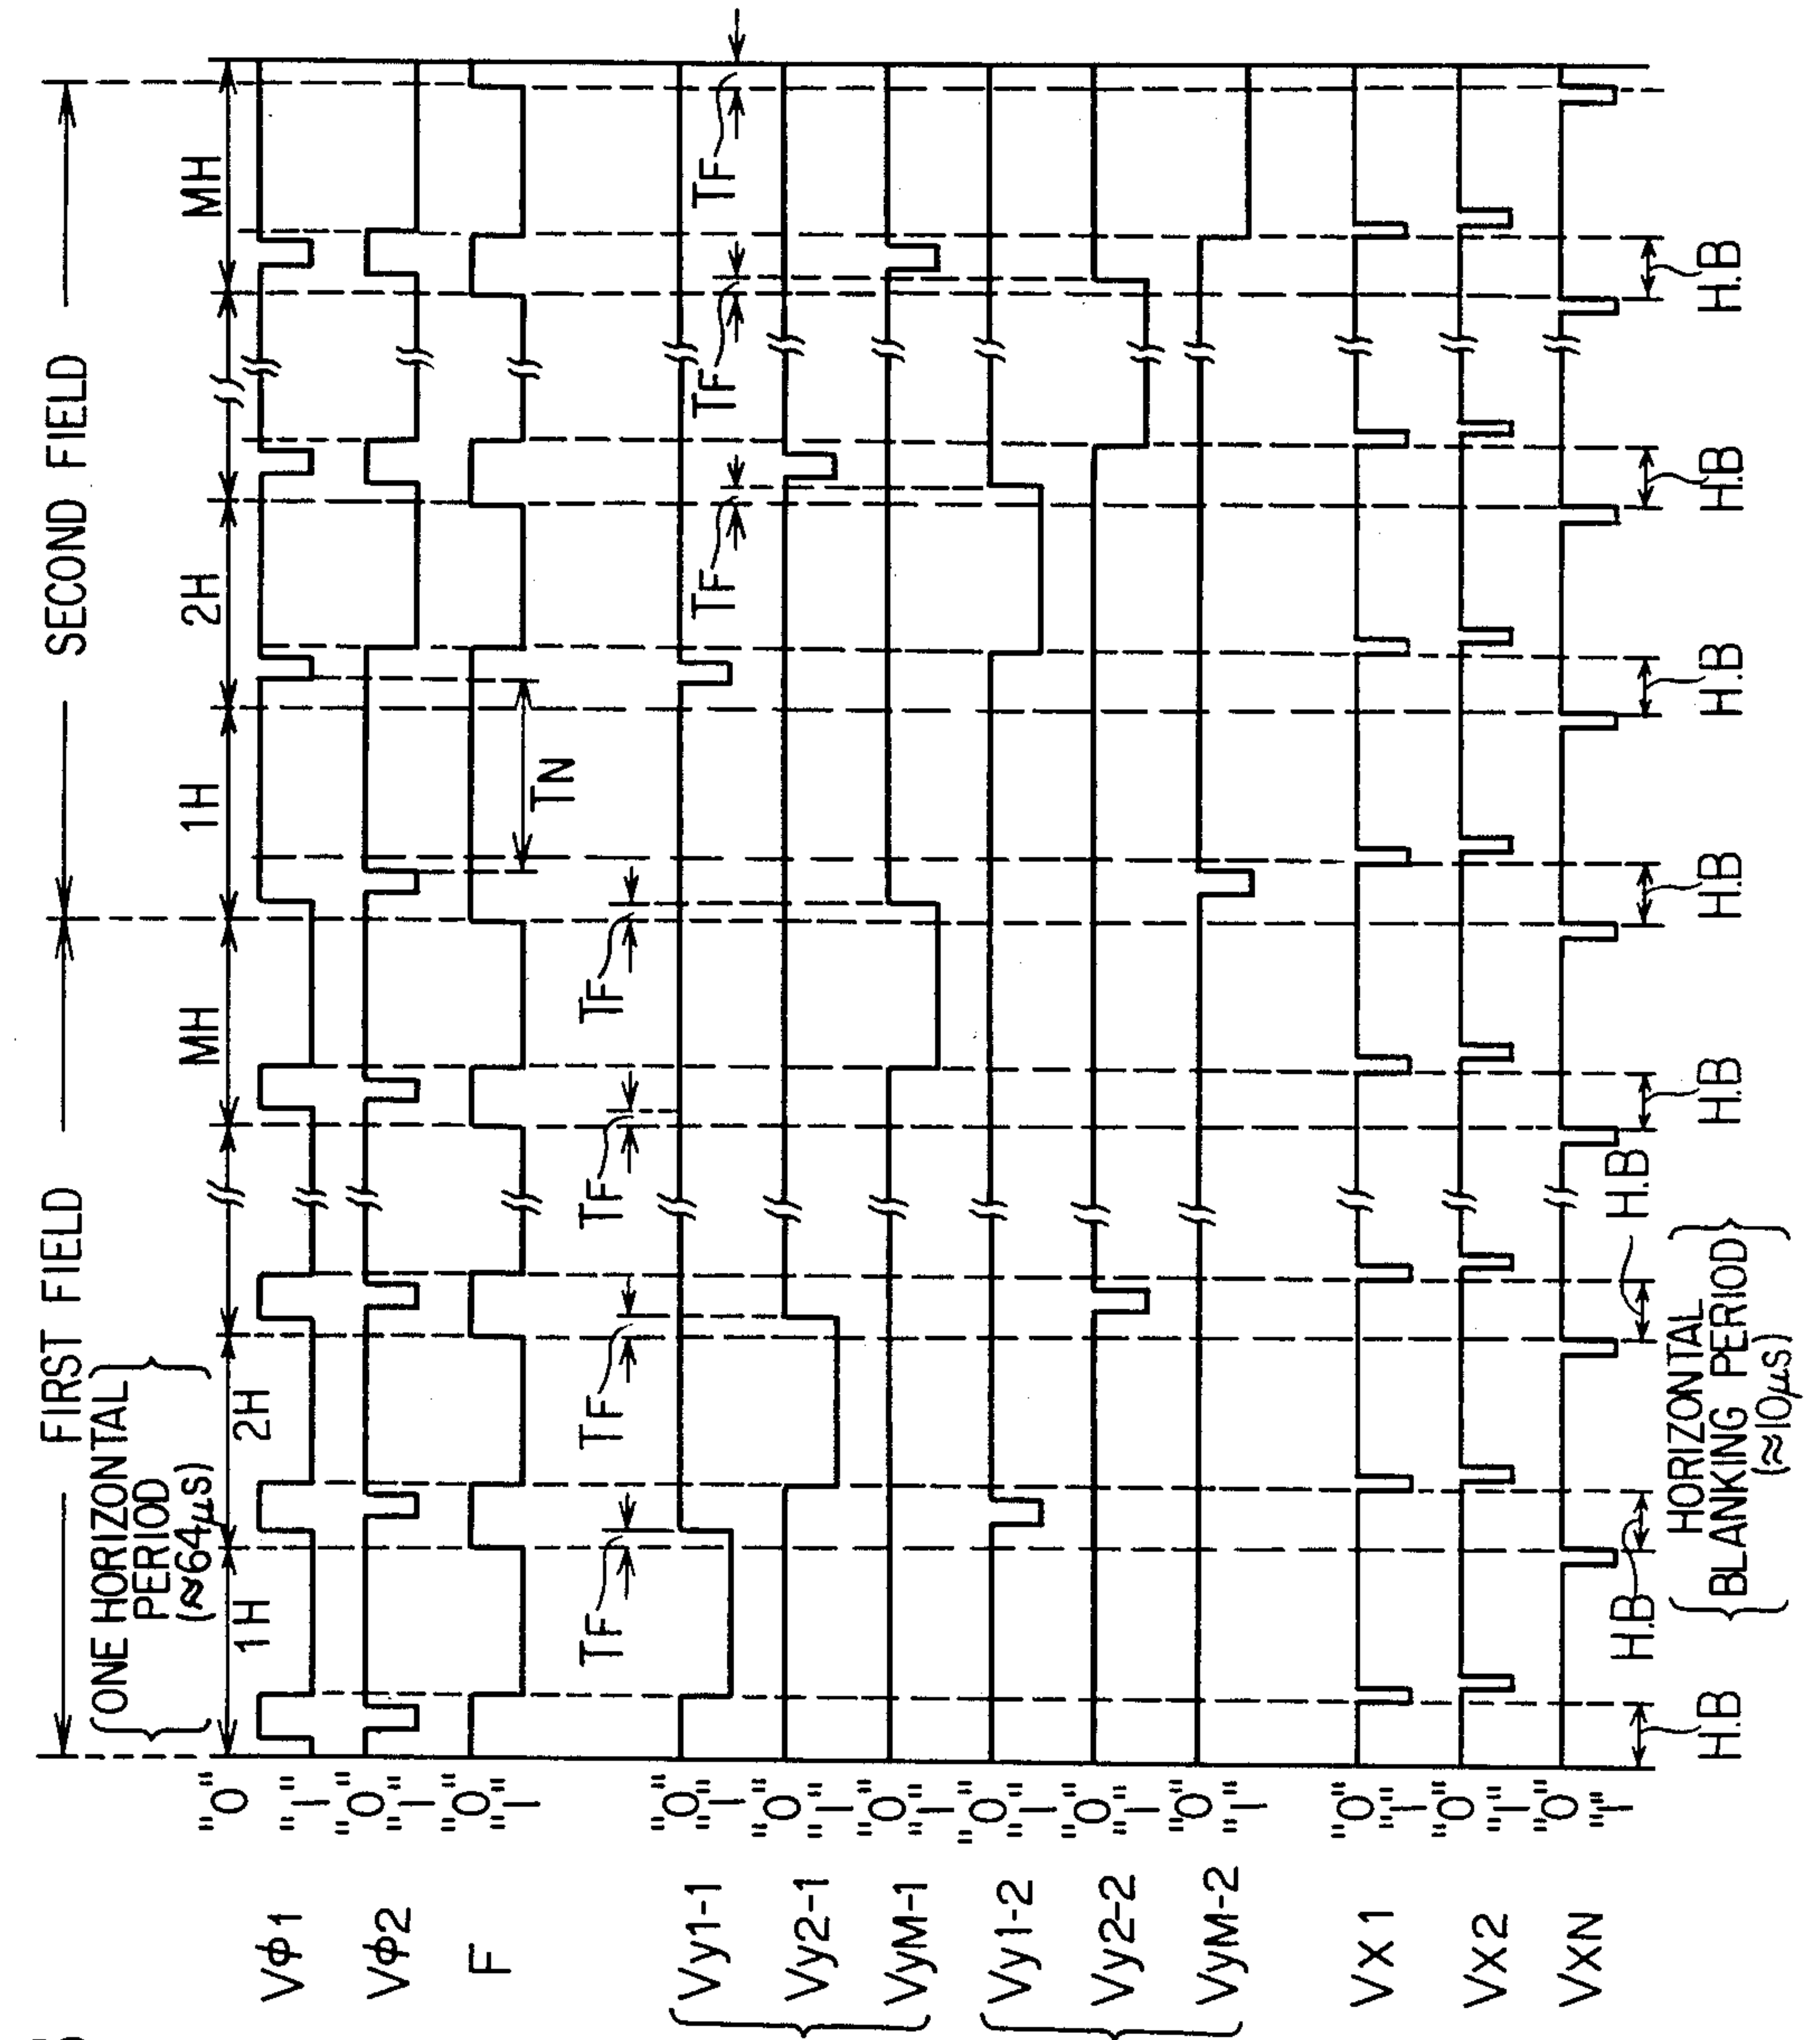 FIRST FIELD SECOND FIELD
ONE HORIZONTAL
PERIOD
(≈64μs)
1H 2H MH 1H 2H MH
Vφ1 "0" "1"
Vφ2 "0" "1"
F "0" "1"
TN
TF TF TF TF
Vy1-1 "0" "1"
TF TF TF
Vy2-1 "0" "1"
VyM-1 "0" "1"
Vy1-2 "0" "1"
Vy2-2 "0" "1"
VyM-2 "0" "1"
VX1 "0" "1"
VX2 "0" "1"
VXN "0" "1"
H.B H.B
H.B H.B H.B H.B H.B H.B
HORIZONTAL
BLANKING PERIOD
(≈10μs)